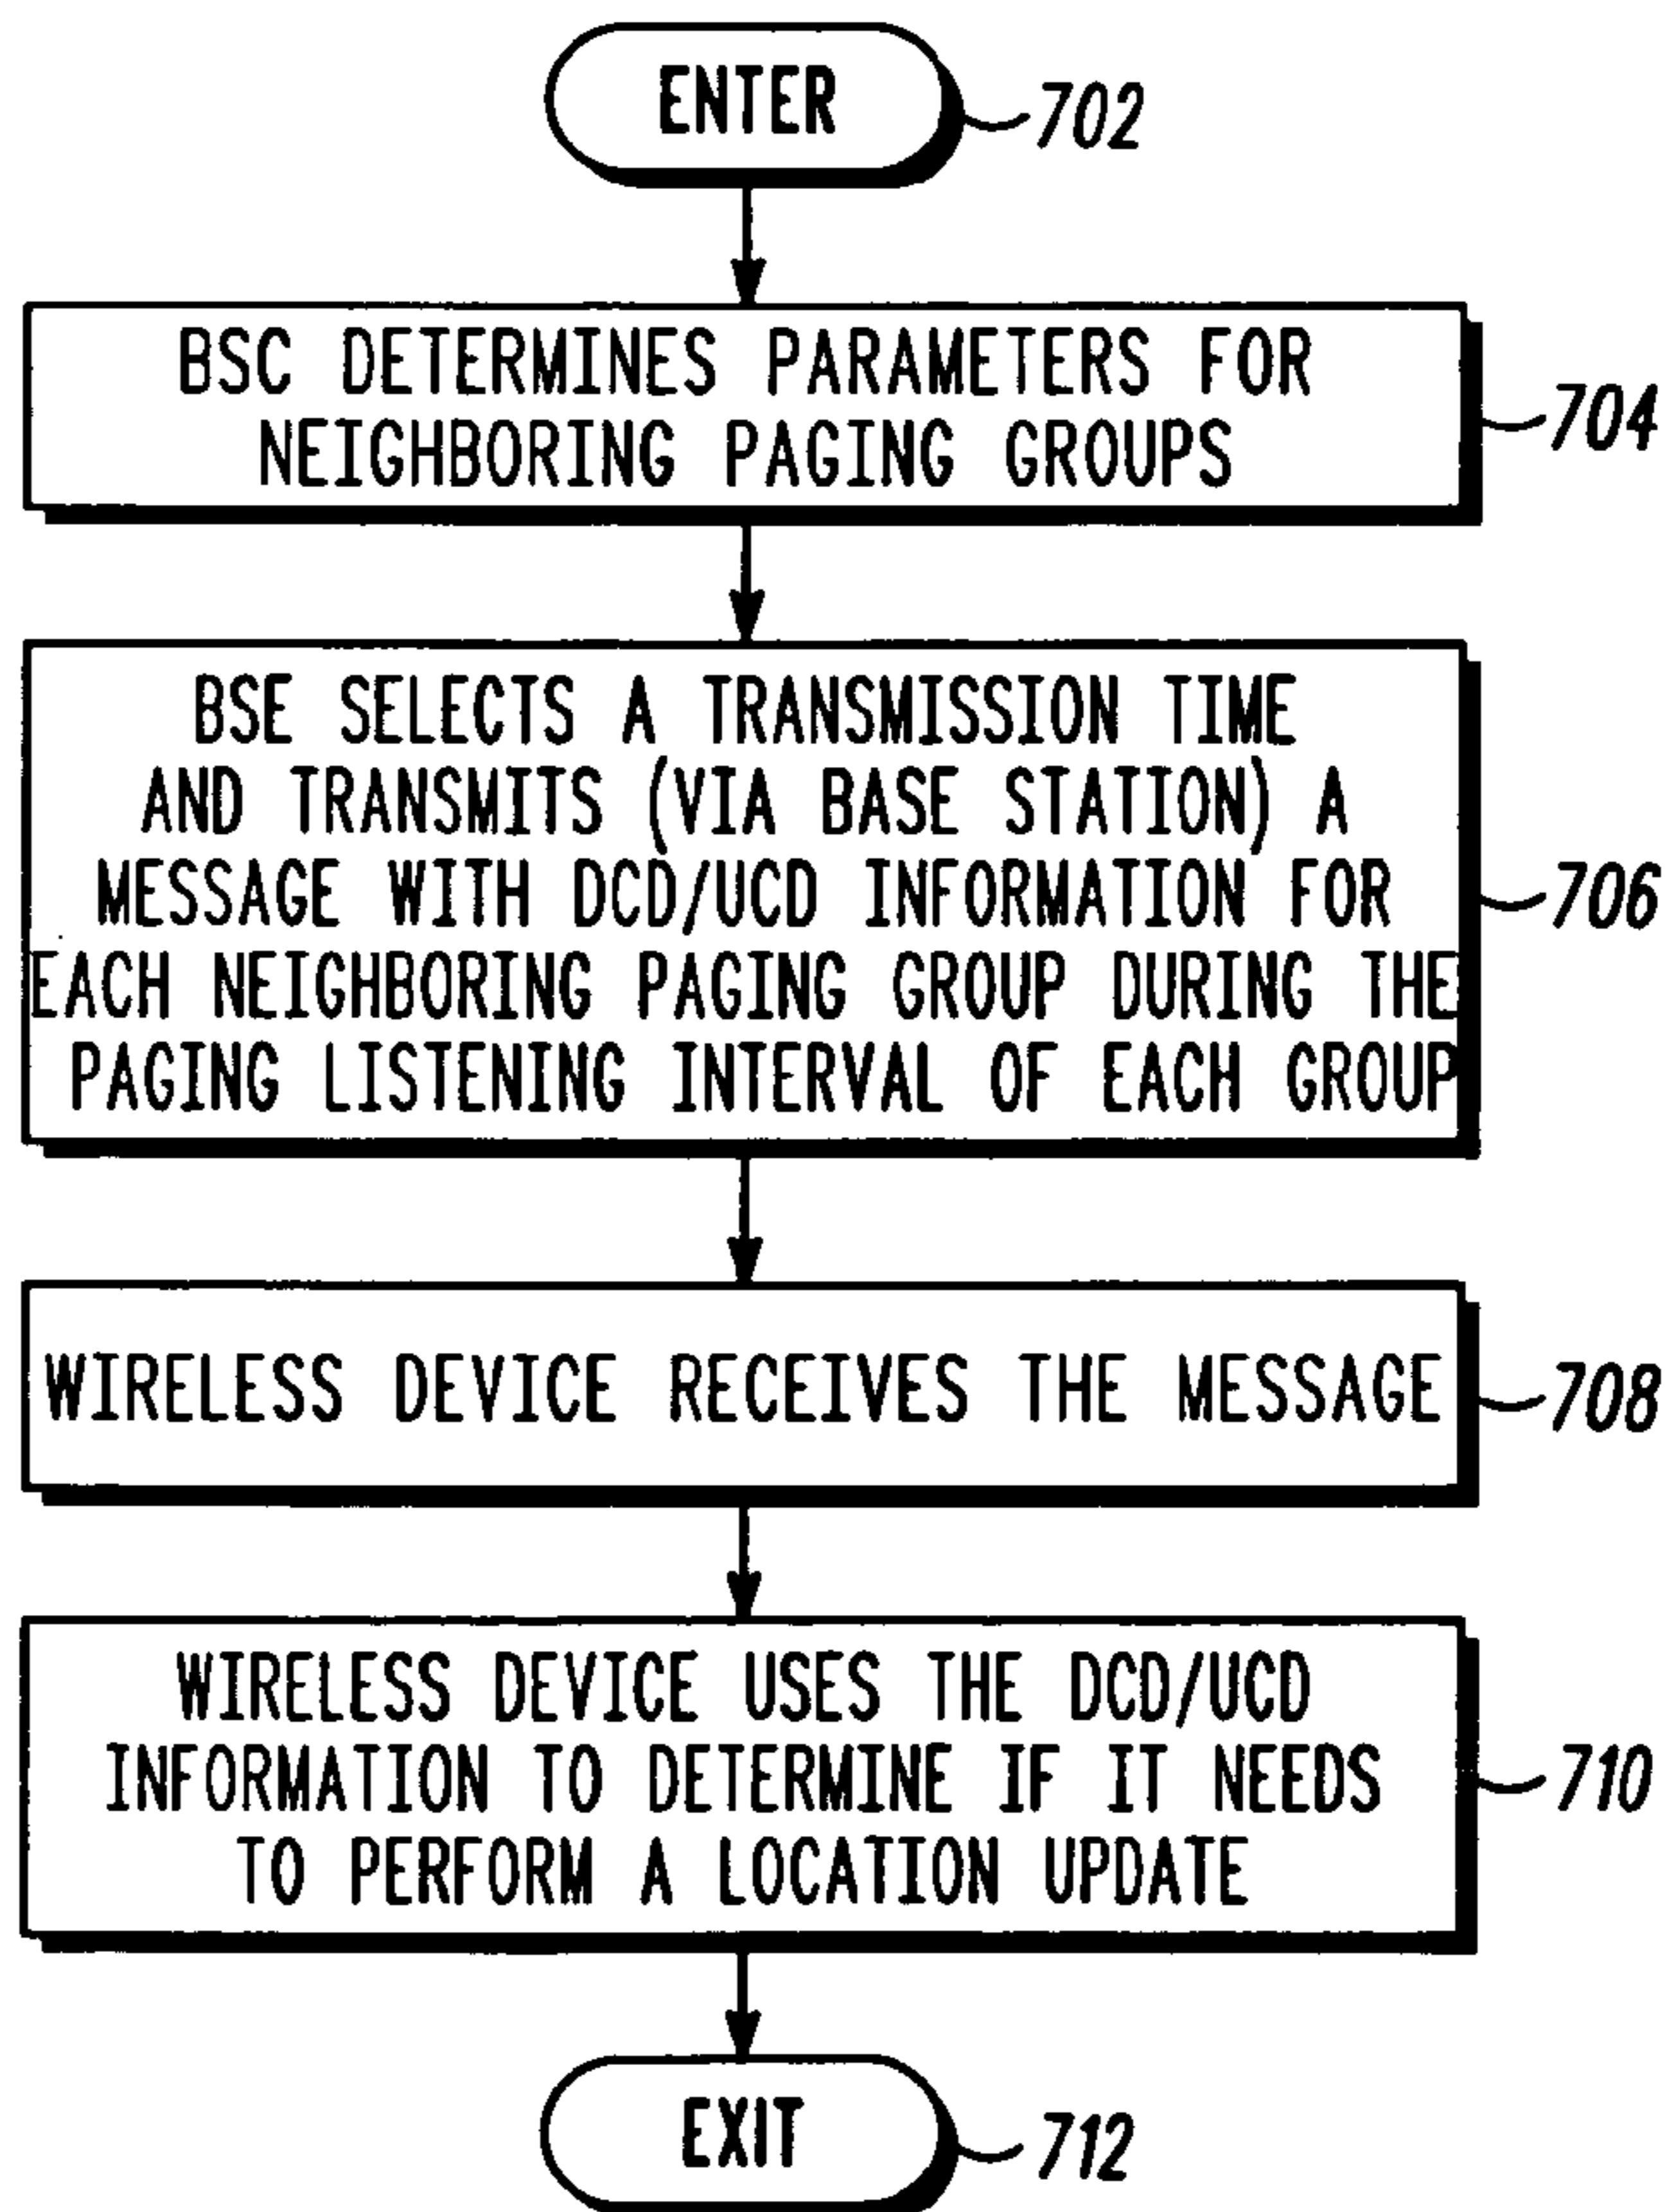 ENTER
702
BSC DETERMINES PARAMETERS FOR
NEIGHBORING PAGING GROUPS
704
BSE SELECTS A TRANSMISSION TIME
AND TRANSMITS (VIA BASE STATION) A
MESSAGE WITH DCD/UCD INFORMATION FOR
EACH NEIGHBORING PAGING GROUP DURING THE
PAGING LISTENING INTERVAL OF EACH GROUP
706
WIRELESS DEVICE RECEIVES THE MESSAGE
708
WIRELESS DEVICE USES THE DCD/UCD
INFORMATION TO DETERMINE IF IT NEEDS
TO PERFORM A LOCATION UPDATE
710
EXIT
712